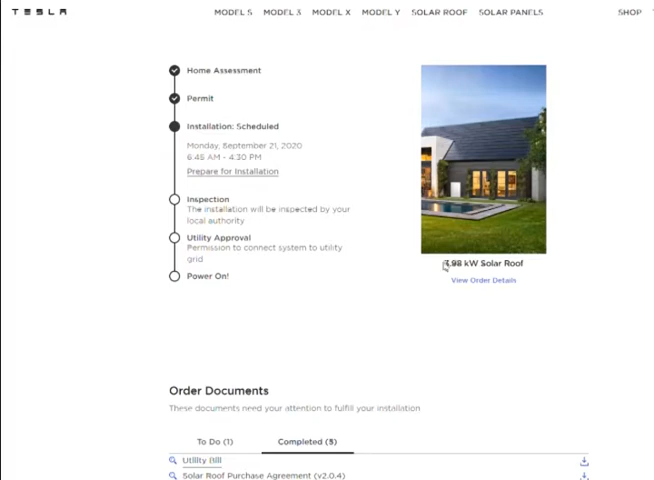 TESLA
MODEL S MODEL 3 MODEL X MODEL Y SOLAR ROOF SOLAR PANELS SHOP
Home Assessment
Permit
Installation: Scheduled
Monday, September 21, 2020
6:45 AM - 4:30 PM
Prepare for Installation
Inspection
The installation will be inspected by your
local authority
Utility Approval
Permission to connect system to utility
grid
Power On!
kW Solar Roof
View Order Details
Order Documents
These documents need your attention to fulfill your installation
To Do (1) Completed (5)
Utility Bill
Solar Roof Purchase Agreement (v2.0.4)